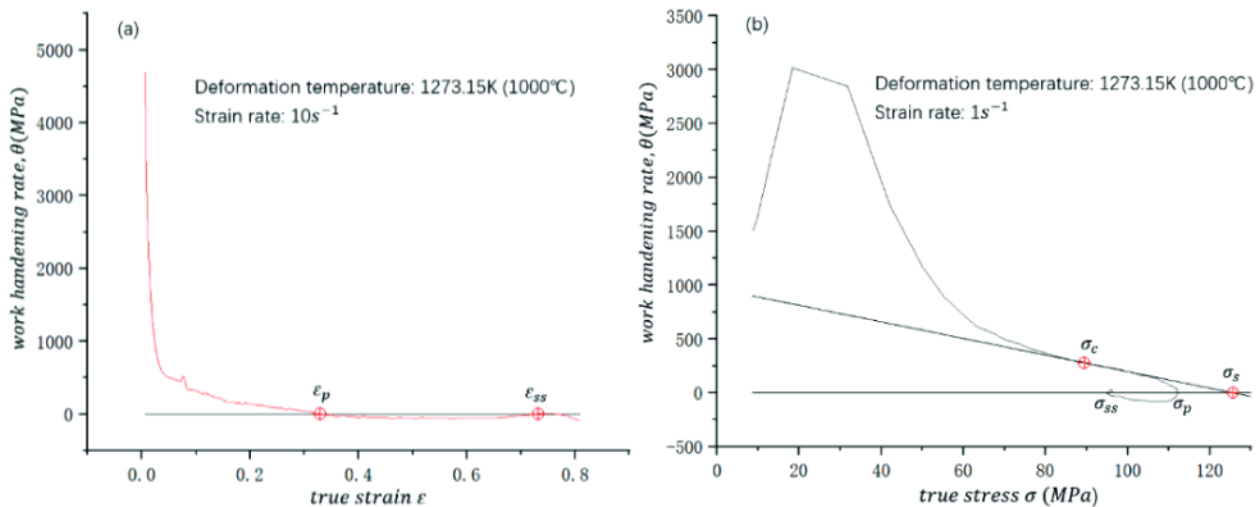 (a)
Deformation temperature: 1273.15K (1000℃)
Strain rate: 10s⁻¹
work handening rate, θ(MPa)
5000
4000
3000
2000
1000
0
εₚ
εₛₛ
0.0
0.2
0.4
0.6
0.8
true strain ε
(b)
Deformation temperature: 1273.15K (1000℃)
Strain rate: 1s⁻¹
work handening rate, θ(MPa)
3500
3000
2500
2000
1500
1000
500
0
-500
σ_c
σₛ
σₛₛ
σₚ
0
20
40
60
80
100
120
true stress σ (MPa)